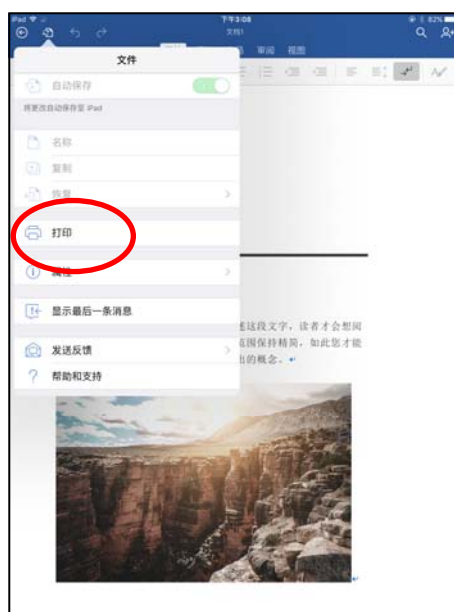 iPad
下午3:08
82%
文档1
审阅 视图
文件
自动保存
将更改自动保存至 iPad
名称
复制
恢复
打印
属性
显示最后一条消息
发送反馈
帮助和支持
述这段文字，读者才会想阅
范围保持精简，如此您才能
出的概念。